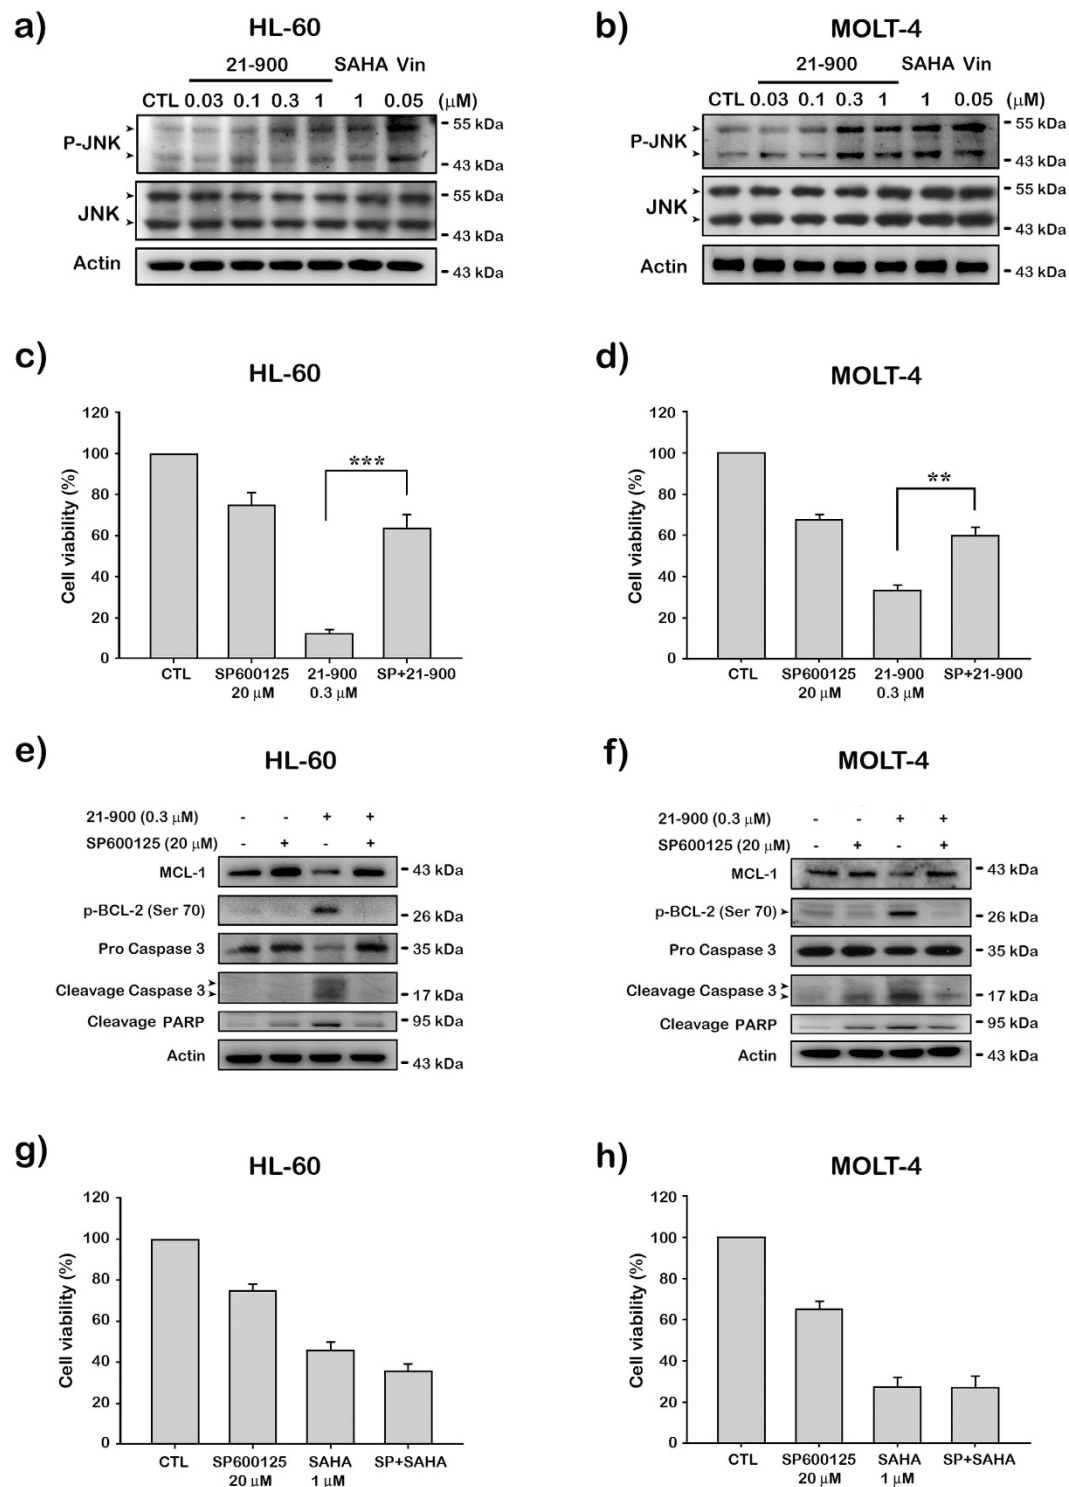 a)
HL-60
21-900 SAHA Vin
CTL 0.03 0.1 0.3 1 1 0.05 (μM)
P-JNK
55 kDa
43 kDa
JNK
55 kDa
43 kDa
Actin
43 kDa
b)
MOLT-4
21-900 SAHA Vin
CTL 0.03 0.1 0.3 1 1 0.05 (μM)
P-JNK
55 kDa
43 kDa
JNK
55 kDa
43 kDa
Actin
43 kDa
c)
HL-60
Cell viability (%)
120
100
80
60
40
20
0
***
CTL SP600125 21-900 SP+21-900
20 μM 0.3 μM
d)
MOLT-4
Cell viability (%)
120
100
80
60
40
20
0
**
CTL SP600125 21-900 SP+21-900
20 μM 0.3 μM
e)
HL-60
21-900 (0.3 μM) - - + +
SP600125 (20 μM) - + - +
MCL-1 43 kDa
p-BCL-2 (Ser 70) 26 kDa
Pro Caspase 3 35 kDa
Cleavage Caspase 3 17 kDa
Cleavage PARP 95 kDa
Actin 43 kDa
f)
MOLT-4
21-900 (0.3 μM) - - + +
SP600125 (20 μM) - + - +
MCL-1 43 kDa
p-BCL-2 (Ser 70) 26 kDa
Pro Caspase 3 35 kDa
Cleavage Caspase 3 17 kDa
Cleavage PARP 95 kDa
Actin 43 kDa
g)
HL-60
Cell viability (%)
120
100
80
60
40
20
0
CTL SP600125 SAHA SP+SAHA
20 μM 1 μM
h)
MOLT-4
Cell viability (%)
120
100
80
60
40
20
0
CTL SP600125 SAHA SP+SAHA
20 μM 1 μM